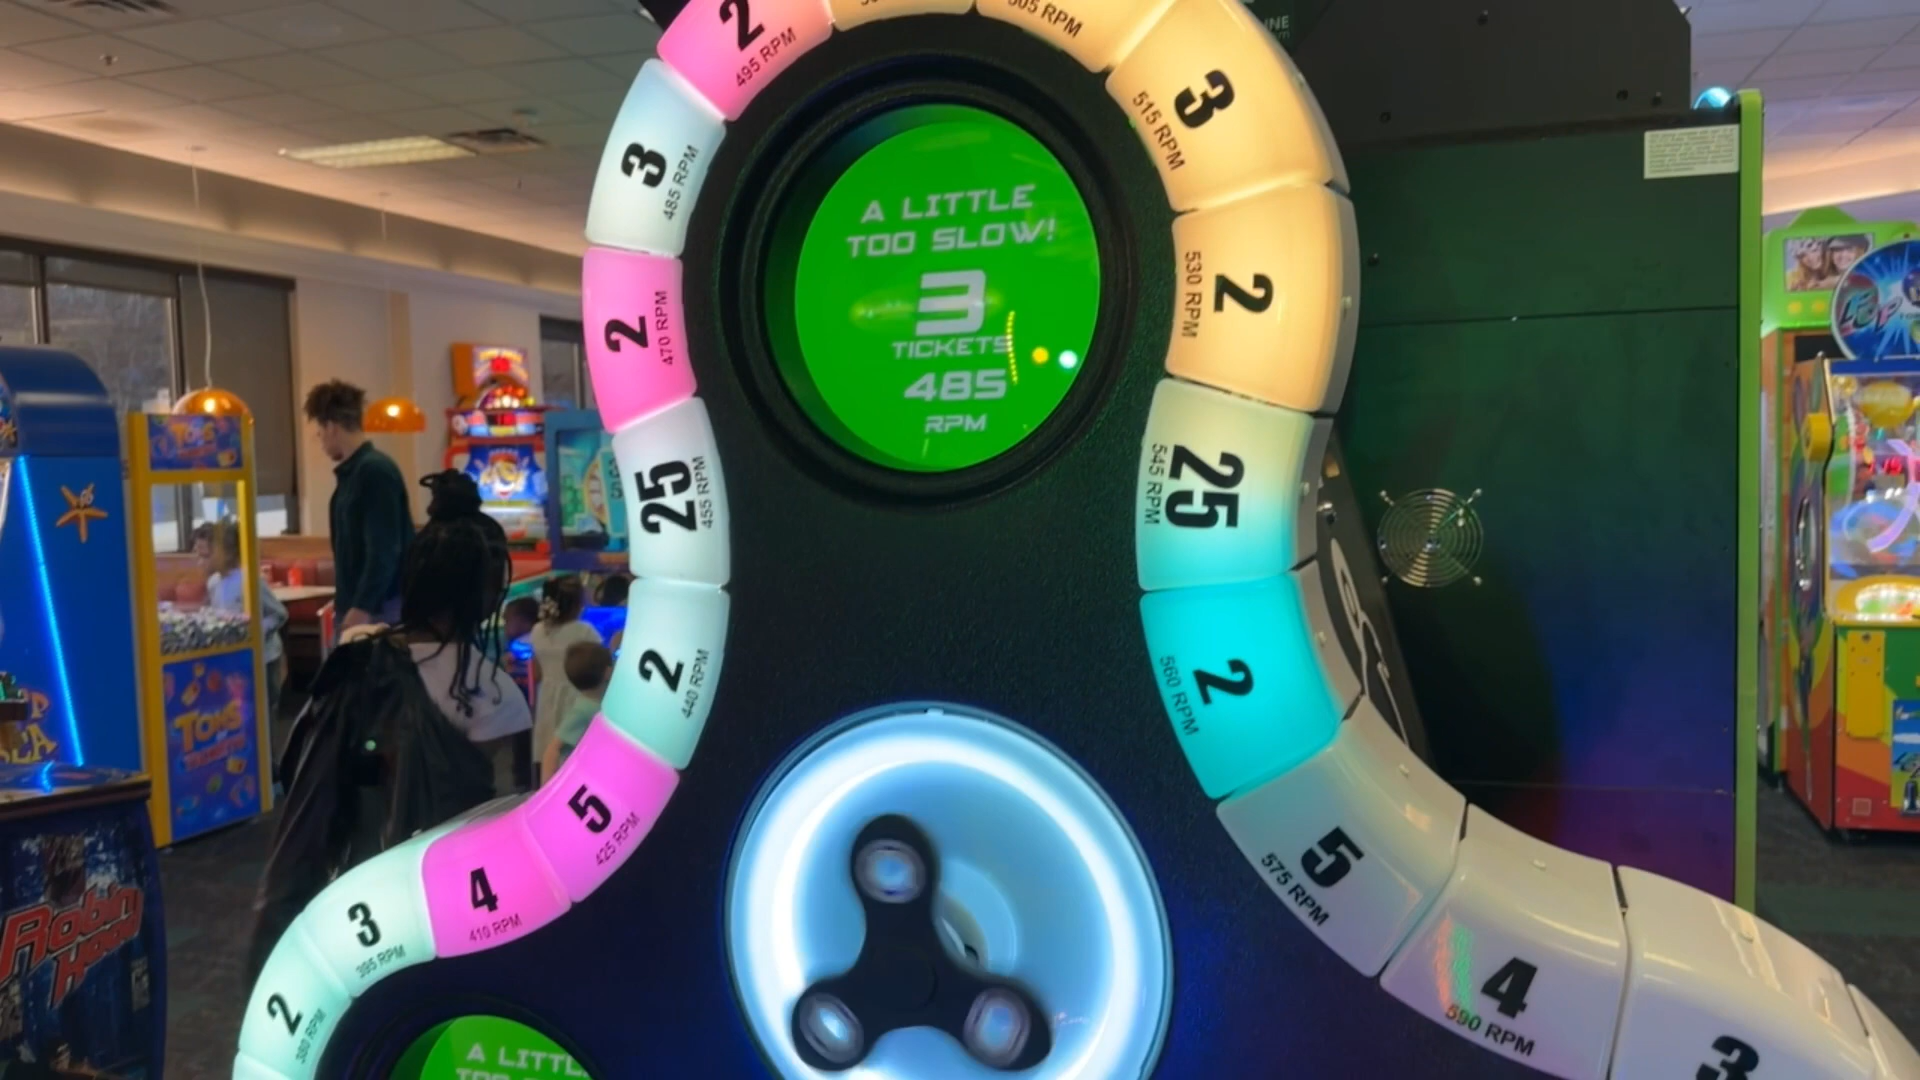 2
495 RPM
505 RPM
3
515 RPM
3
485 RPM
2
530 RPM
2
470 RPM
25
545 RPM
25
455 RPM
2
560 RPM
2
440 RPM
5
575 RPM
5
425 RPM
4
590 RPM
4
410 RPM
3
3
395 RPM
2
380 RPM
A LITTLE
TOO SLOW!
3
TICKETS
485
RPM
A LITTL
Robin
Hood